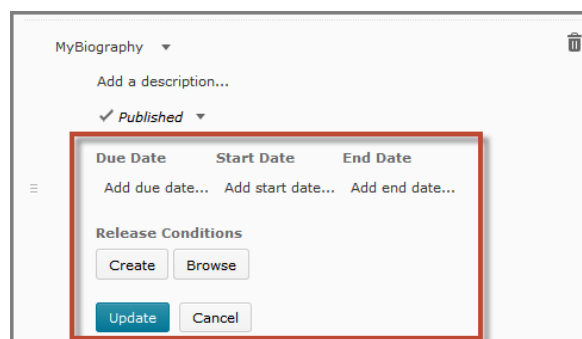 MyBiography
Add a description...
Published
Due Date Start Date End Date
Add due date... Add start date... Add end date...
Release Conditions
Create Browse
Update Cancel